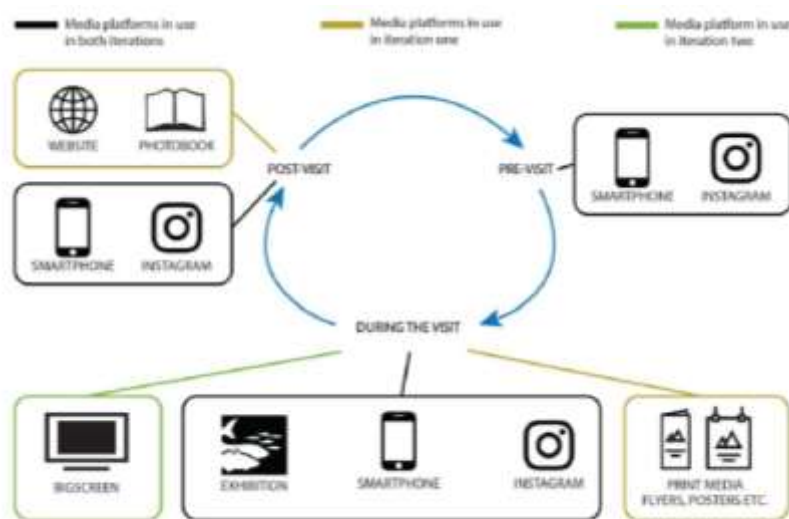 Media platforms in use
in both iterations
Media platforms in use
in iteration one
Media platform in use
in iteration two
WEBSITE
PHOTOBOOK
POST-VISIT
PRE-VISIT
SMARTPHONE
INSTAGRAM
SMARTPHONE
INSTAGRAM
DURING THE VISIT
BIGSCREEN
EXHIBITION
SMARTPHONE
INSTAGRAM
PRINT MEDIA
FLYERS, POSTERS ETC.